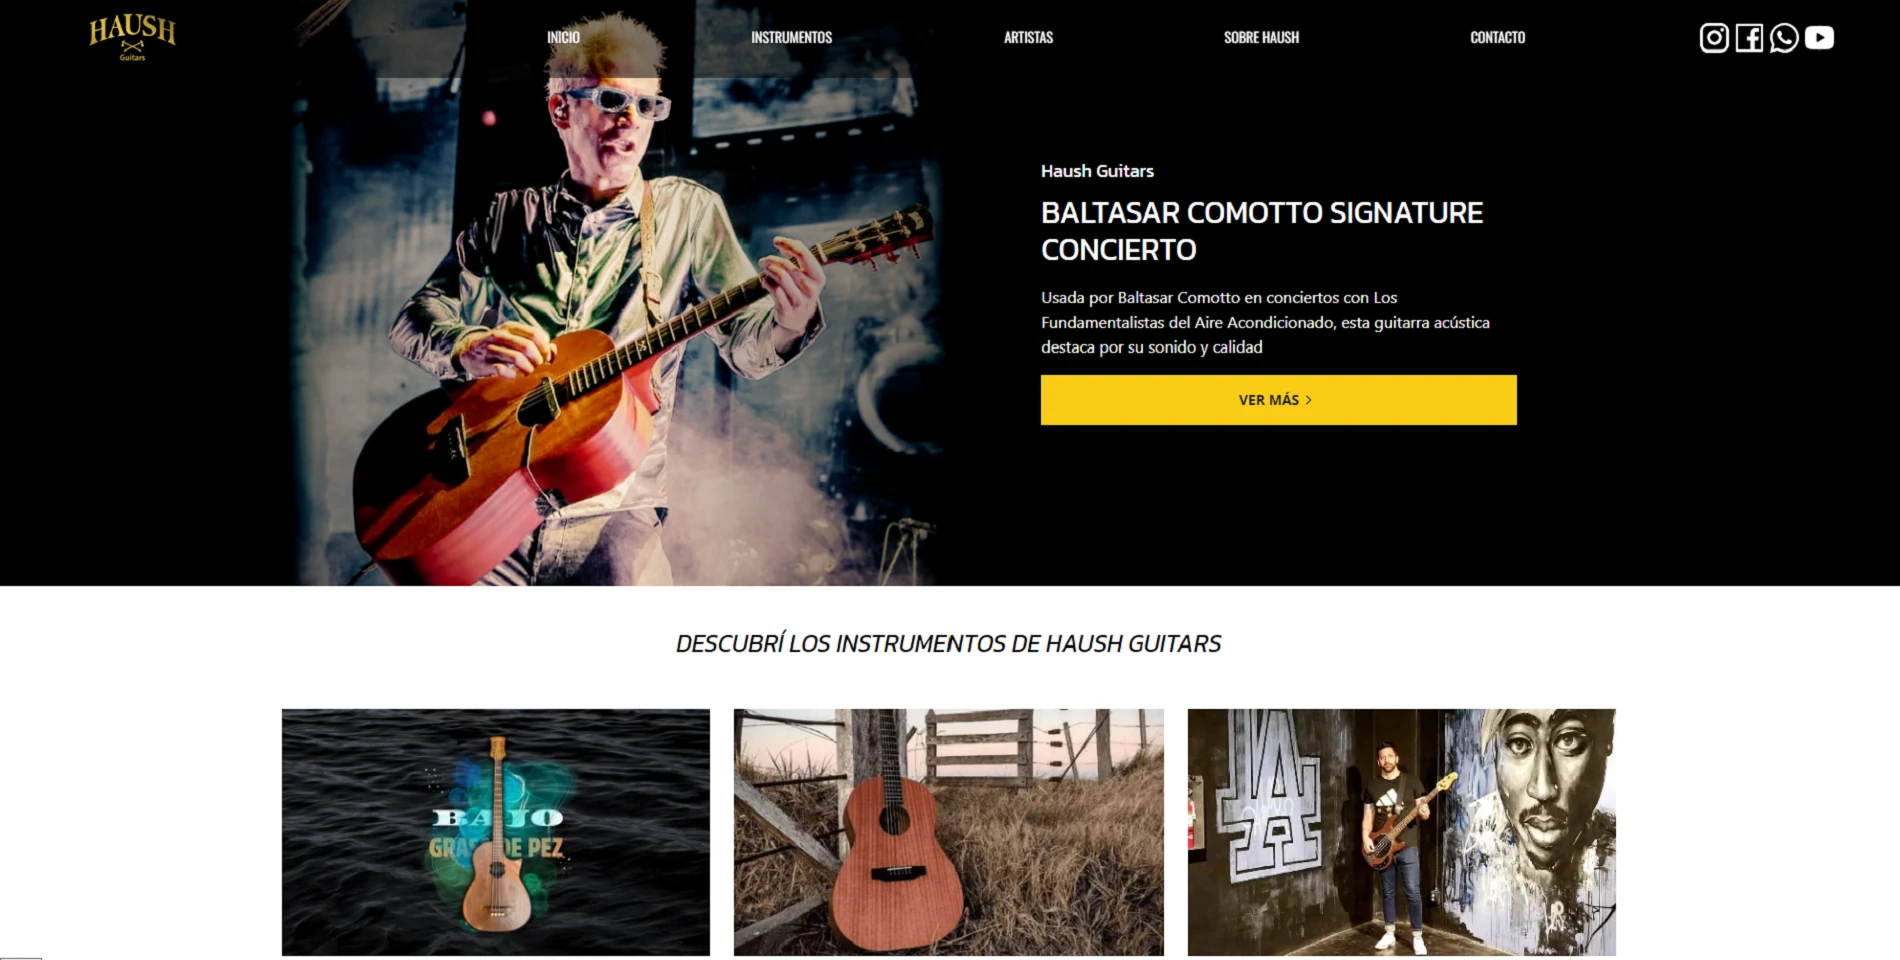 HAUSH
Guitars
INICIO
INSTRUMENTOS
ARTISTAS
SOBRE HAUSH
CONTACTO
Haush Guitars
BALTASAR COMOTTO SIGNATURE
CONCIERTO
Usada por Baltasar Comotto en conciertos con Los
Fundamentalistas del Aire Acondicionado, esta guitarra acústica
destaca por su sonido y calidad
VER MÁS >
DESCUBRÍ LOS INSTRUMENTOS DE HAUSH GUITARS
BAJO
DE PEZ
LA